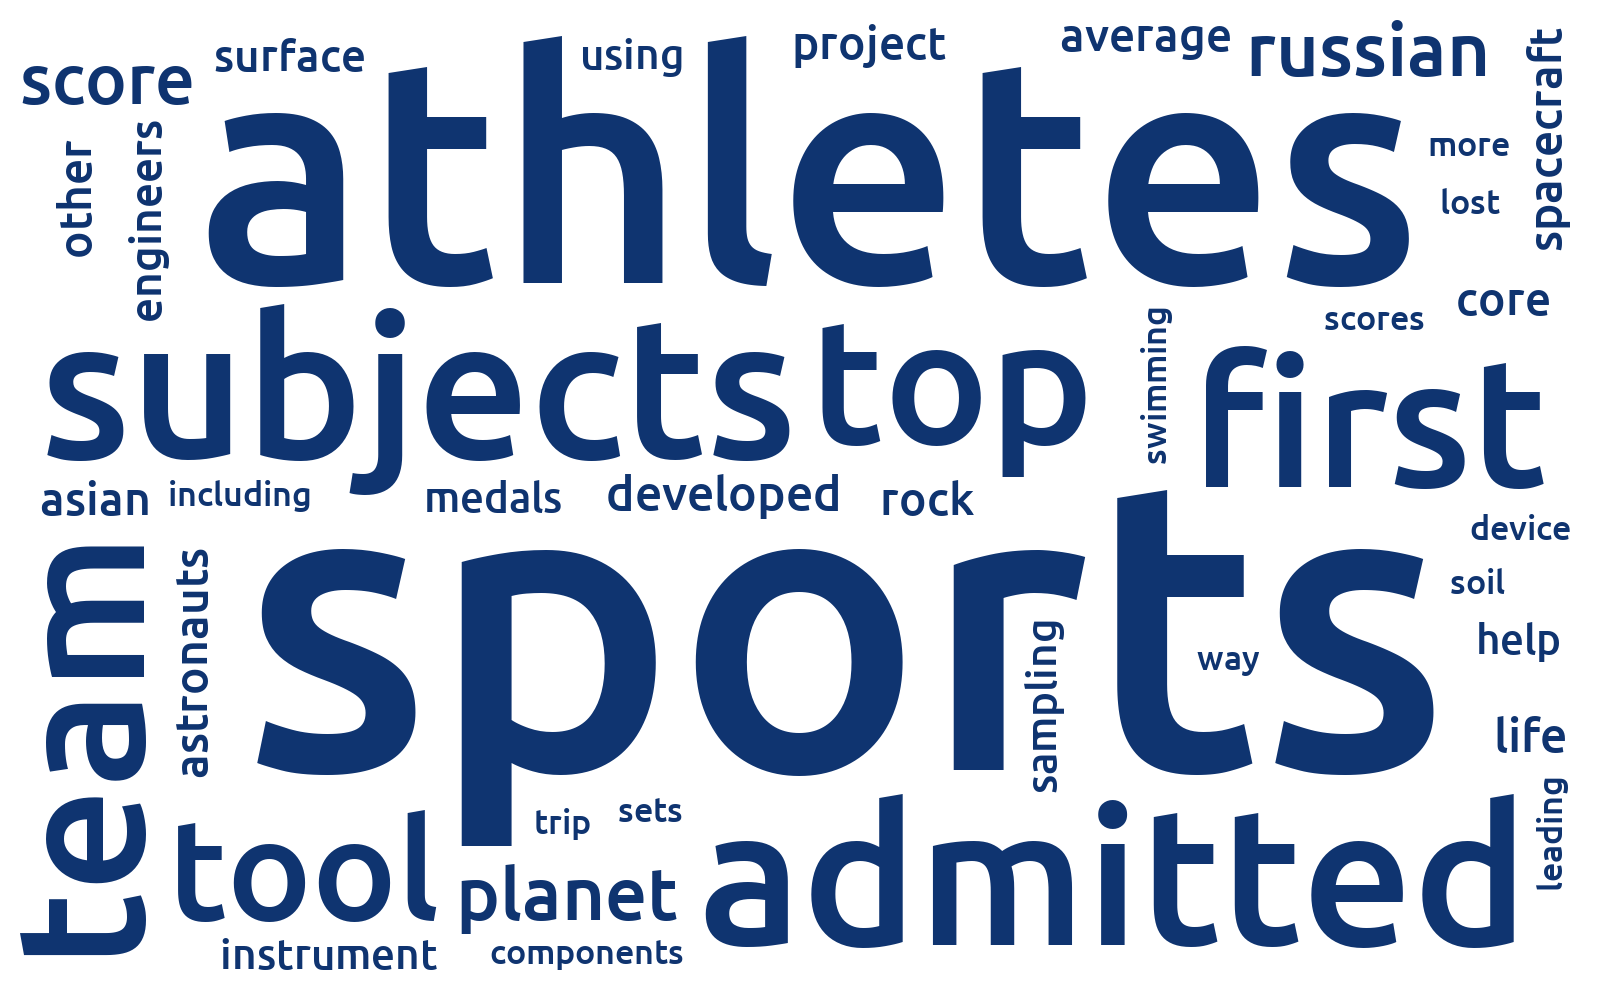 score
surface
using
project
average
russian
spacecraft
other
engineers
athletes
more
lost
core
scores
subjects
top
swimming
first
asian
including
medals
developed
rock
device
team
astronauts
sports
sampling
way
soil
help
life
trip
sets
tool
planet
admitted
leading
instrument
components